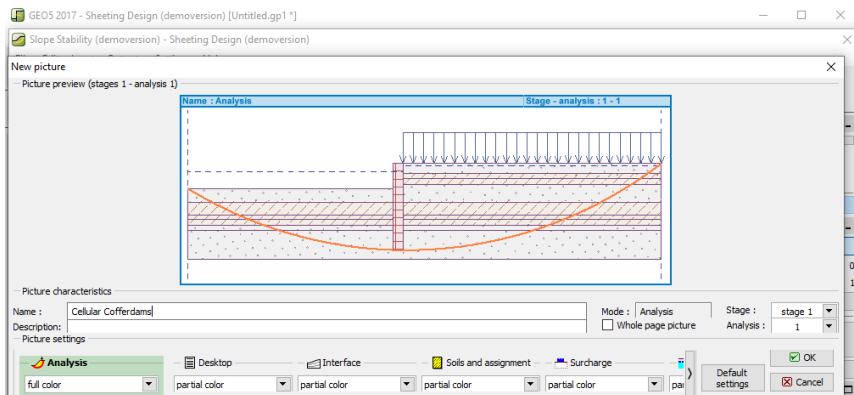 GEO5 2017 - Sheeting Design (demoversion) [Untitled.gp1 *]
Slope Stability (demoversion) - Sheeting Design (demoversion)
New picture
Picture preview (stages 1 - analysis 1)
Name : Analysis Stage - analysis : 1 - 1
Picture characteristics
Name : Cellular Cofferdams Mode : Analysis Stage : stage 1
Description: Whole page picture Analysis : 1
Picture settings
Analysis Desktop Interface Soils and assignment Surcharge
full color partial color partial color partial color partial color
Default settings
OK
Cancel